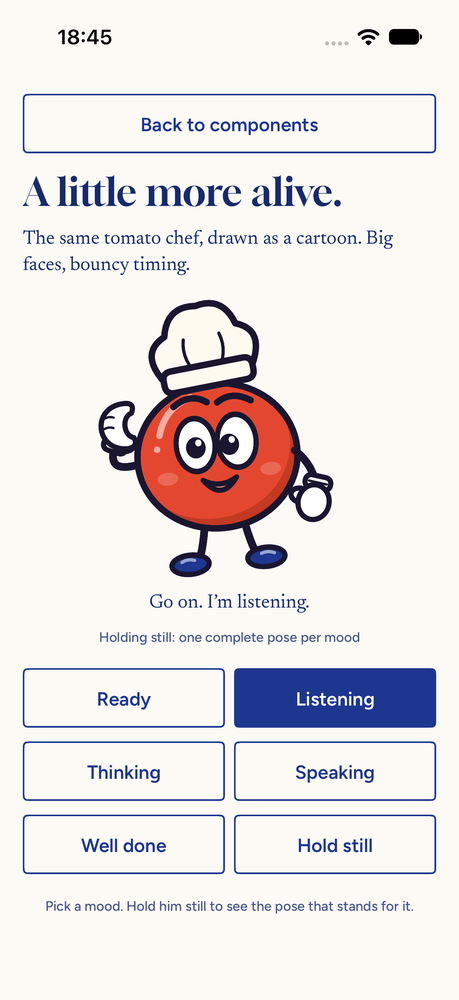 18:45
Back to components
A little more alive.
The same tomato chef, drawn as a cartoon. Big
faces, bouncy timing.
Go on. I’m listening.
Holding still: one complete pose per mood
Ready
Listening
Thinking
Speaking
Well done
Hold still
Pick a mood. Hold him still to see the pose that stands for it.